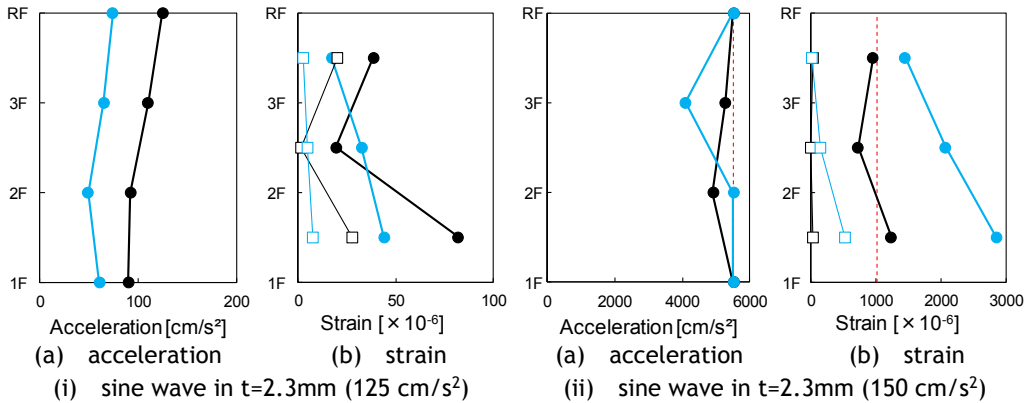 RF
3F
2F
1F
0
100
200
Acceleration [cm/s²]
(a) acceleration
RF
3F
2F
1F
0
50
100
Strain [×10⁻⁶]
(b) strain
(i) sine wave in t=2.3mm (125 cm/s²)
RF
3F
2F
1F
0
2000
4000
6000
Acceleration [cm/s²]
(a) acceleration
RF
3F
2F
1F
0
1000
2000
3000
Strain [×10⁻⁶]
(b) strain
(ii) sine wave in t=2.3mm (150 cm/s²)